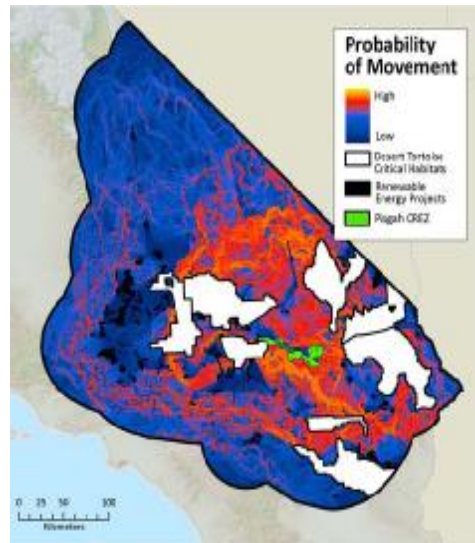 Probability
of Movement
High
Low
Desert Tortoise
Critical Habitats
Renewable
Energy Projects
Pisgah CREZ
0 25 50 100
Kilometers